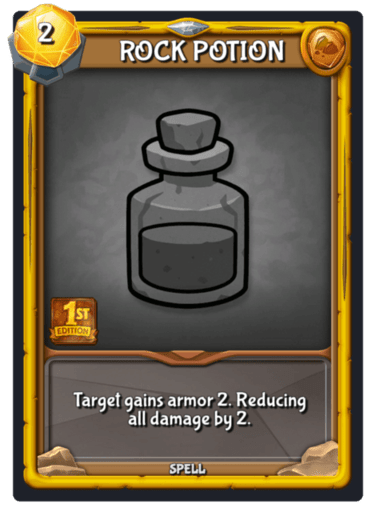 2
ROCK POTION
1ST
EDITION
Target gains armor 2. Reducing
all damage by 2.
SPELL